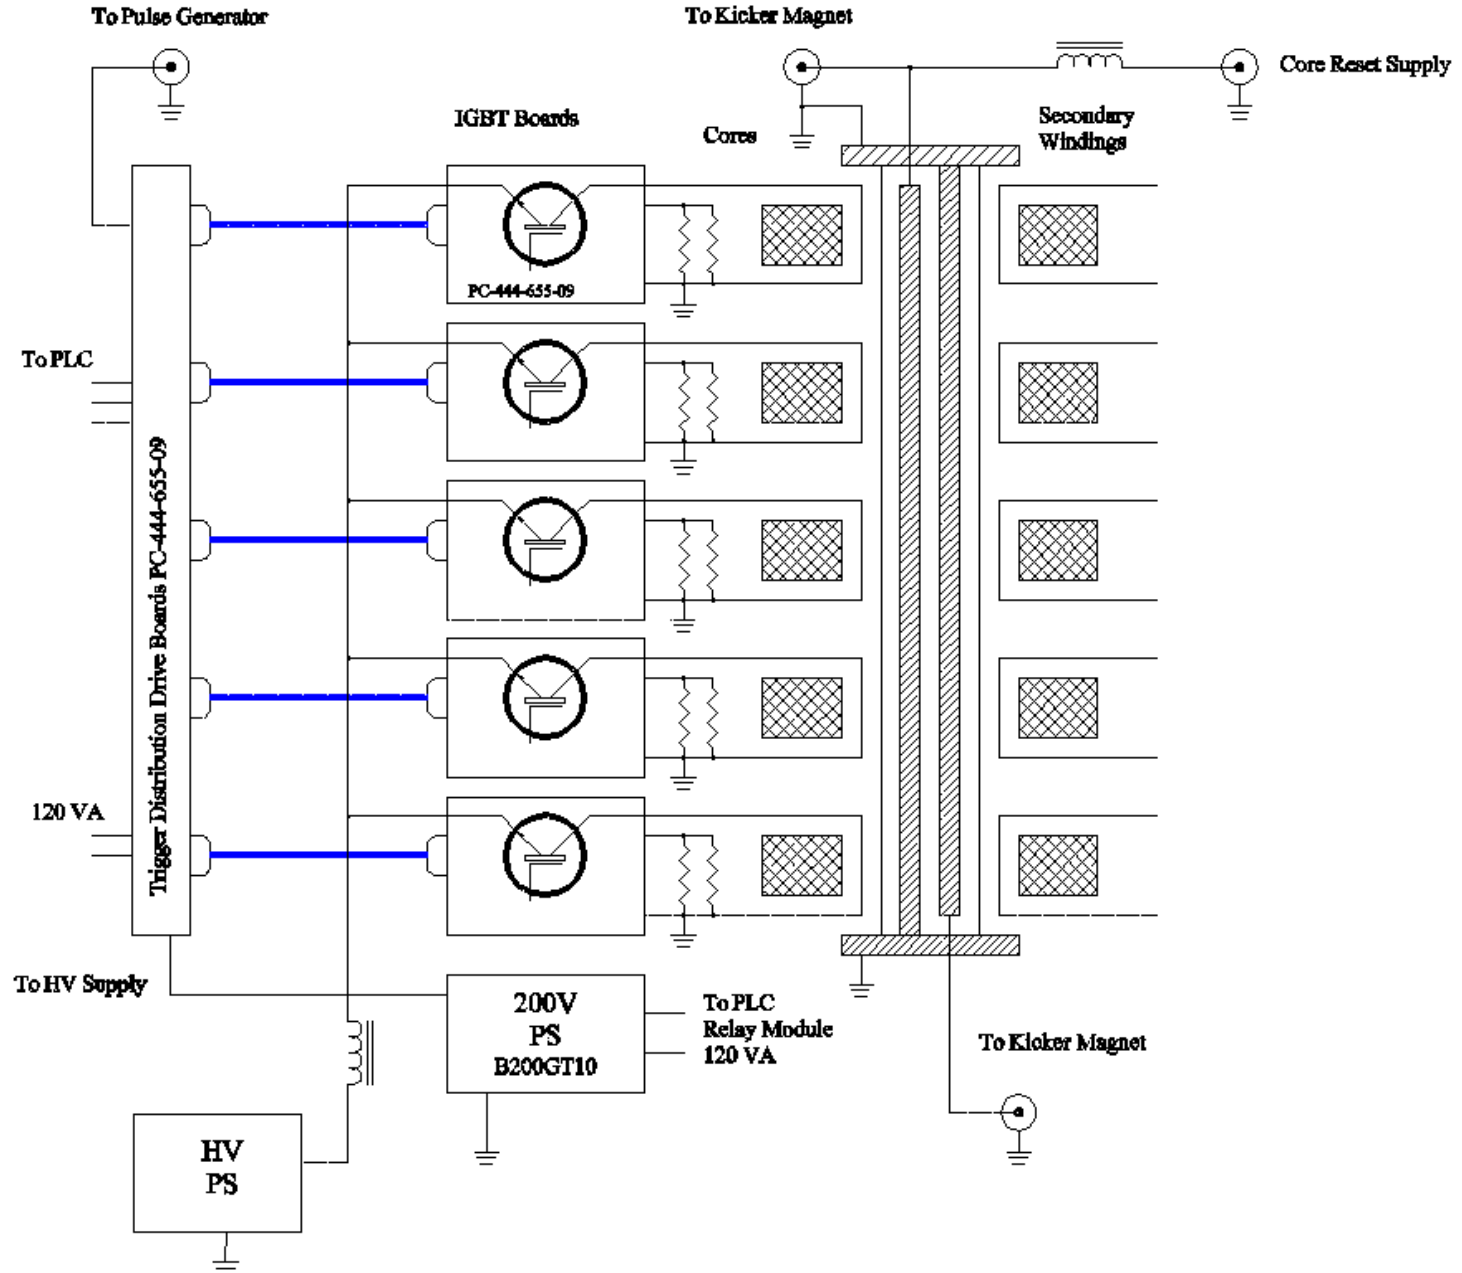 To Pulse Generator
To Kicker Magnet
Core Reset Supply
IGBT Boards
Cores
Secondary
Windings
PC-444-655-09
To PLC
Trigger Distribution Drive Boards PC-444-655-09
120 VA
To HV Supply
200V
PS
B200GT10
To PLC
Relay Module
120 VA
To Kicker Magnet
HV
PS